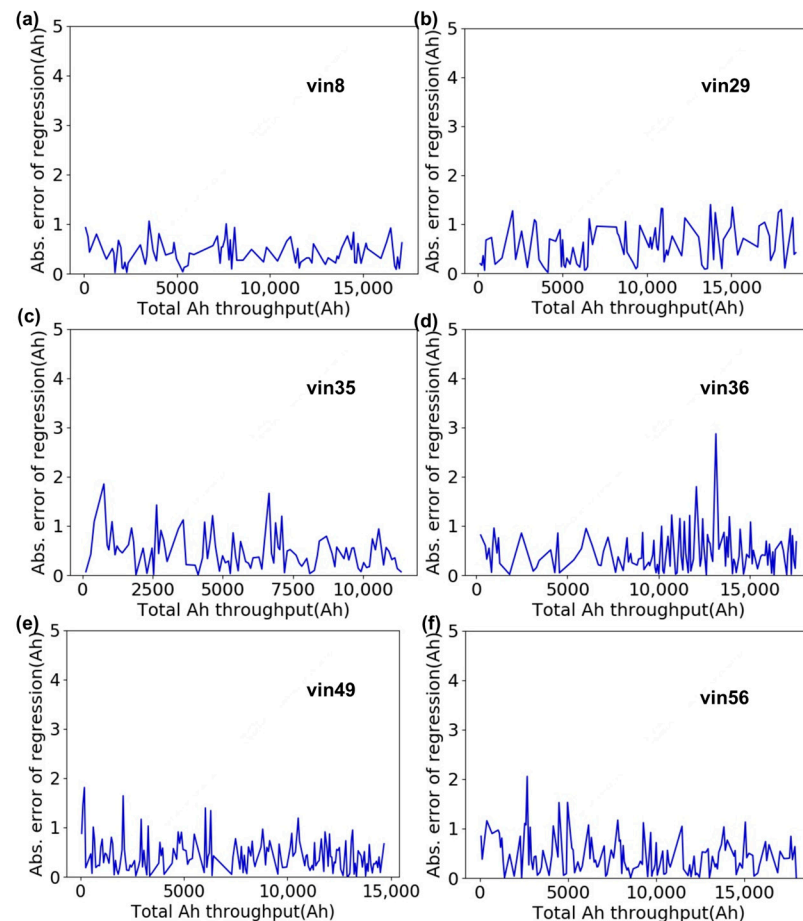 (a)
5
4
3
2
1
0
Abs. error of regression(Ah)
vin8
0 5000 10,000 15,000
Total Ah throughput(Ah)
(b)
5
4
3
2
1
0
Abs. error of regression(Ah)
vin29
0 5000 10,000 15,000
Total Ah throughput(Ah)
(c)
5
4
3
2
1
0
Abs. error of regression(Ah)
vin35
0 2500 5000 7500 10,000
Total Ah throughput(Ah)
(d)
5
4
3
2
1
0
Abs. error of regression(Ah)
vin36
0 5000 10,000 15,000
Total Ah throughput(Ah)
(e)
5
4
3
2
1
0
Abs. error of regression(Ah)
vin49
0 5000 10,000 15,000
Total Ah throughput(Ah)
(f)
5
4
3
2
1
0
Abs. error of regression(Ah)
vin56
0 5000 10,000 15,000
Total Ah throughput(Ah)